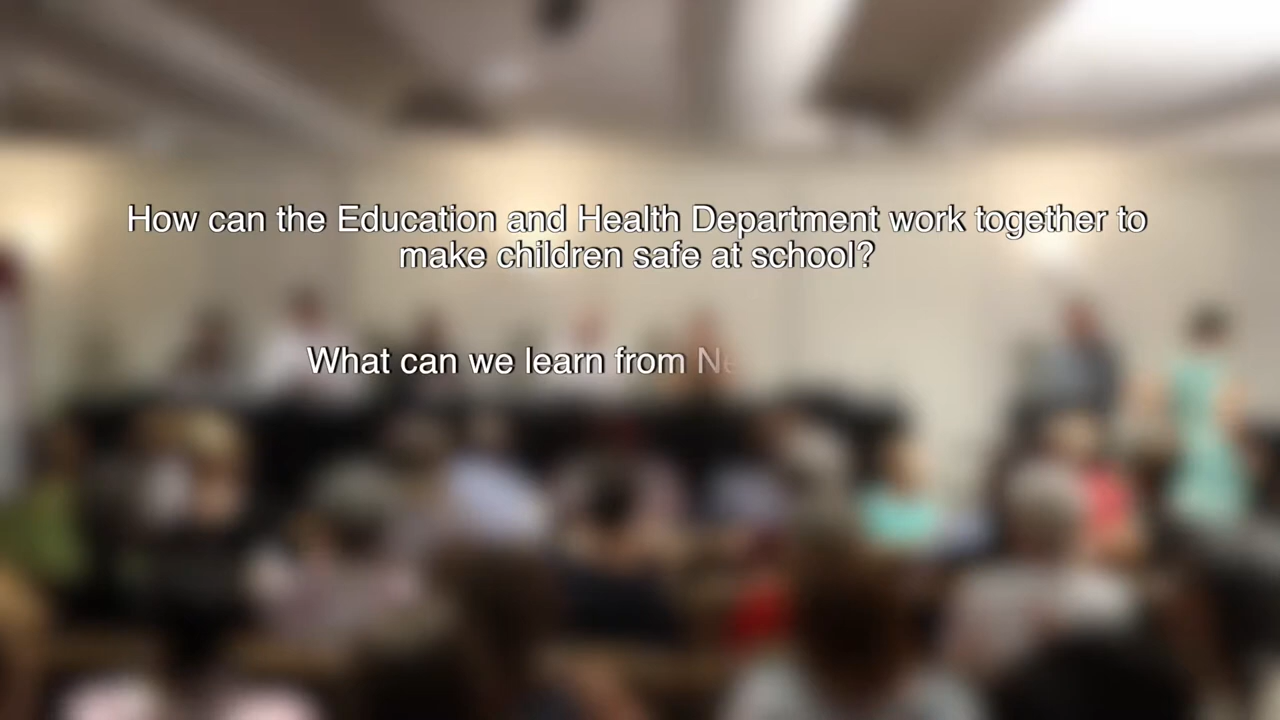 How can the Education and Health Department work together to
make children safe at school?
What can we learn from